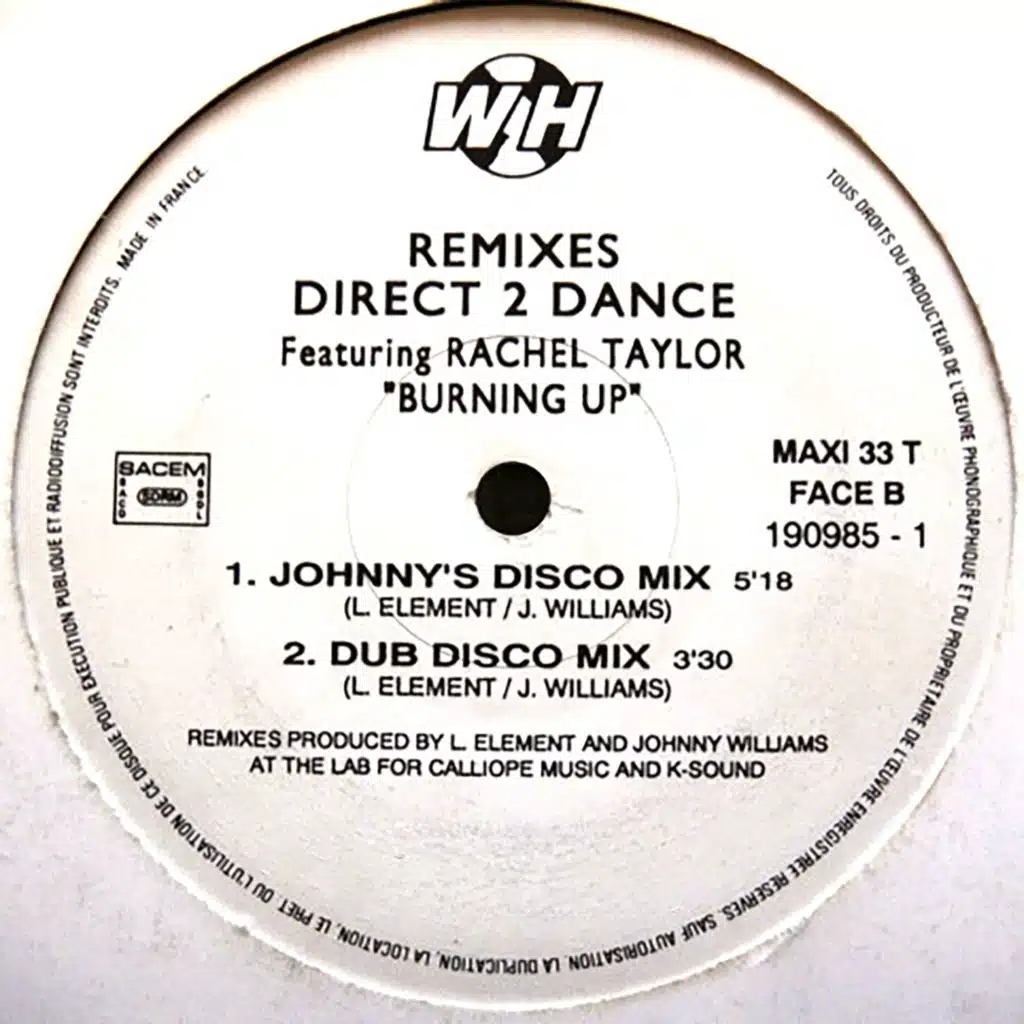 WH
REMIXES
DIRECT 2 DANCE
Featuring RACHEL TAYLOR
"BURNING UP"
SACEM
SACD
SDRM
SGDL
MAXI 33 T
FACE B
190985 - 1
1. JOHNNY'S DISCO MIX 5'18
(L. ELEMENT / J. WILLIAMS)
2. DUB DISCO MIX 3'30
(L. ELEMENT / J. WILLIAMS)
REMIXES PRODUCED BY L. ELEMENT AND JOHNNY WILLIAMS
AT THE LAB FOR CALLIOPE MUSIC AND K-SOUND
TOUS DROITS DU PRODUCTEUR DE L'ŒUVRE PHONOGRAPHIQUE ET DU PROPRIETAIRE DE L'ŒUVRE ENREGISTREE RESERVES. SAUF AUTORISATION, LA DUPLICATION, LA LOCATION, LE PRET OU L'UTILISATION DE CE DISQUE POUR EXECUTION PUBLIQUE ET RADIODIFFUSION SONT INTERDITS. MADE IN FRANCE